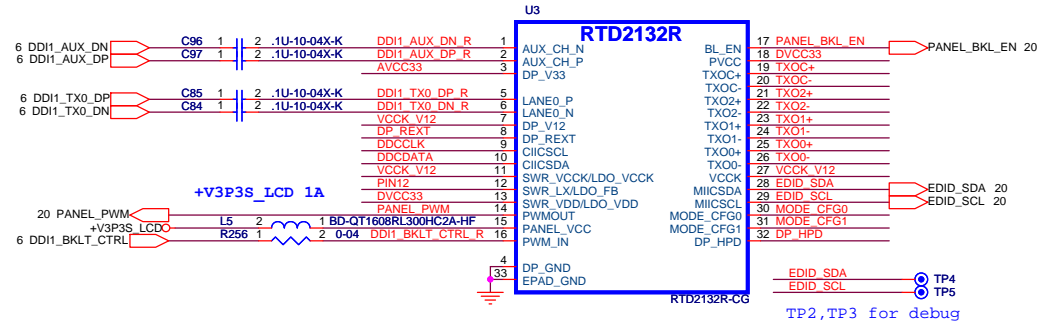 U3
RTD2132R
6 DDI1_AUX_DN C96 1 2 .1U-10-04X-K DDI1_AUX_DN_R 1 AUX_CH_N
6 DDI1_AUX_DP C97 1 2 .1U-10-04X-K DDI1_AUX_DP_R 2 AUX_CH_P
AVCC33 3 DP_V33
6 DDI1_TX0_DP C85 1 2 .1U-10-04X-K DDI1_TX0_DP_R 5 LANE0_P
6 DDI1_TX0_DN C84 1 2 .1U-10-04X-K DDI1_TX0_DN_R 6 LANE0_N
VCCK_V12 7 DP_V12
DP_REXT 8 DP_REXT
DDCCLK 9 CIICSCL
DDCDATA 10 CIICSDA
VCCK_V12 11 SWR_VCCK/LDO_VCCK
PIN12 12 SWR_LX/LDO_FB
DVCC33 13 SWR_VDD/LDO_VDD
+V3P3S_LCD 1A
20 PANEL_PWM PANEL_PWM 14 PWMOUT
+V3P3S_LCD L5 2 1 BD-QT1608RL300HC2A-HF 15 PANEL_VCC
6 DDI1_BKLT_CTRL R256 1 2 0-04 DDI1_BKLT_CTRL_R 16 PWM_IN
4 DP_GND
33 EPAD_GND
BL_EN 17 PANEL_BKL_EN PANEL_BKL_EN 20
PVCC 18 DVCC33
TXOC+ 19 TXOC+
TXOC- 20 TXOC-
TXO2+ 21 TXO2+
TXO2- 22 TXO2-
TXO1+ 23 TXO1+
TXO1- 24 TXO1-
TXO0+ 25 TXO0+
TXO0- 26 TXO0-
VCCK 27 VCCK_V12
MIICSDA 28 EDID_SDA EDID_SDA 20
MIICSCL 29 EDID_SCL EDID_SCL 20
MODE_CFG0 30 MODE_CFG0
MODE_CFG1 31 MODE_CFG1
DP_HPD 32 DP_HPD
RTD2132R-CG
EDID_SDA TP4
EDID_SCL TP5
TP2,TP3 for debug